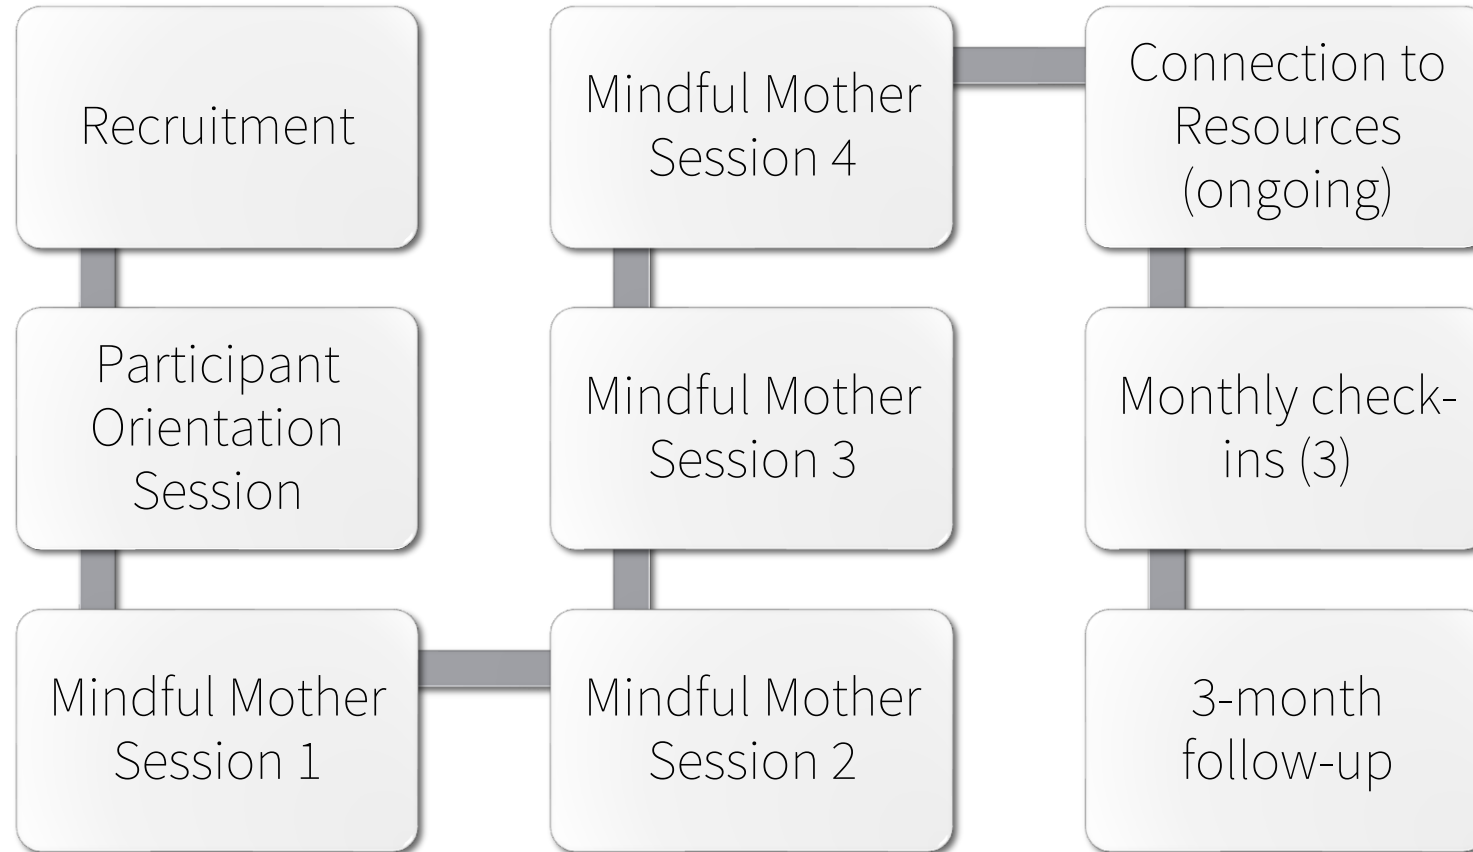 Recruitment
Participant
Orientation
Session
Mindful Mother
Session 1
Mindful Mother
Session 2
Mindful Mother
Session 3
Mindful Mother
Session 4
Connection to
Resources
(ongoing)
Monthly check-
ins (3)
3-month
follow-up